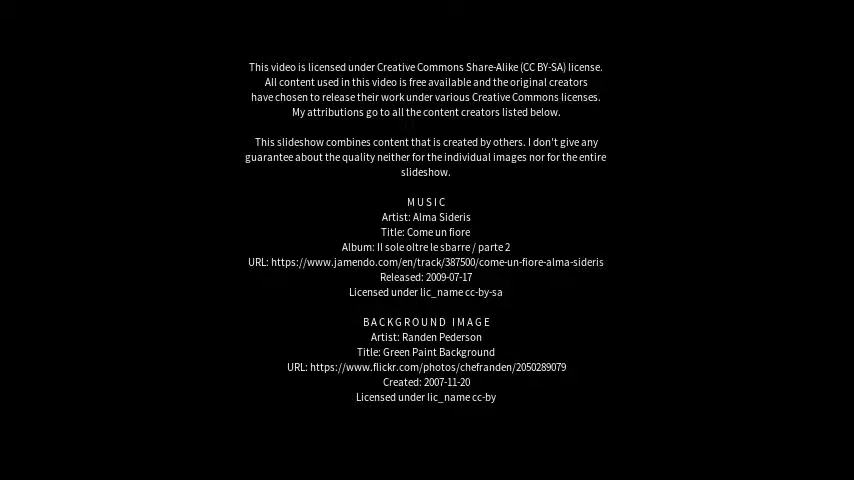 This video is licensed under Creative Commons Share-Alike (CC BY-SA) license.
All content used in this video is free available and the original creators
have chosen to release their work under various Creative Commons licenses.
My attributions go to all the content creators listed below.
This slideshow combines content that is created by others. I don't give any
guarantee about the quality neither for the individual images nor for the entire
slideshow.
MUSIC
Artist: Alma Sideris
Title: Come un fiore
Album: Il sole oltre le sbarre / parte 2
URL: https://www.jamendo.com/en/track/387500/come-un-fiore-alma-sideris
Released: 2009-07-17
Licensed under lic_name cc-by-sa
BACKGROUND IMAGE
Artist: Randen Pederson
Title: Green Paint Background
URL: https://www.flickr.com/photos/chefranden/2050289079
Created: 2007-11-20
Licensed under lic_name cc-by